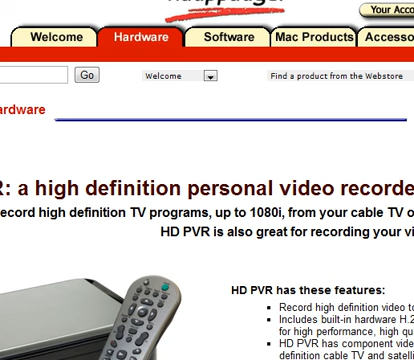 Your Acco
Welcome Hardware Software Mac Products Accesso
Go Welcome Find a product from the Webstore
ardware
R: a high definition personal video recorde
ecord high definition TV programs, up to 1080i, from your cable TV o
HD PVR is also great for recording your vi
HD PVR has these features:
Record high definition video to
Includes built-in hardware H.2
for high performance, high qu
HD PVR has component vide
definition cable TV and satelli